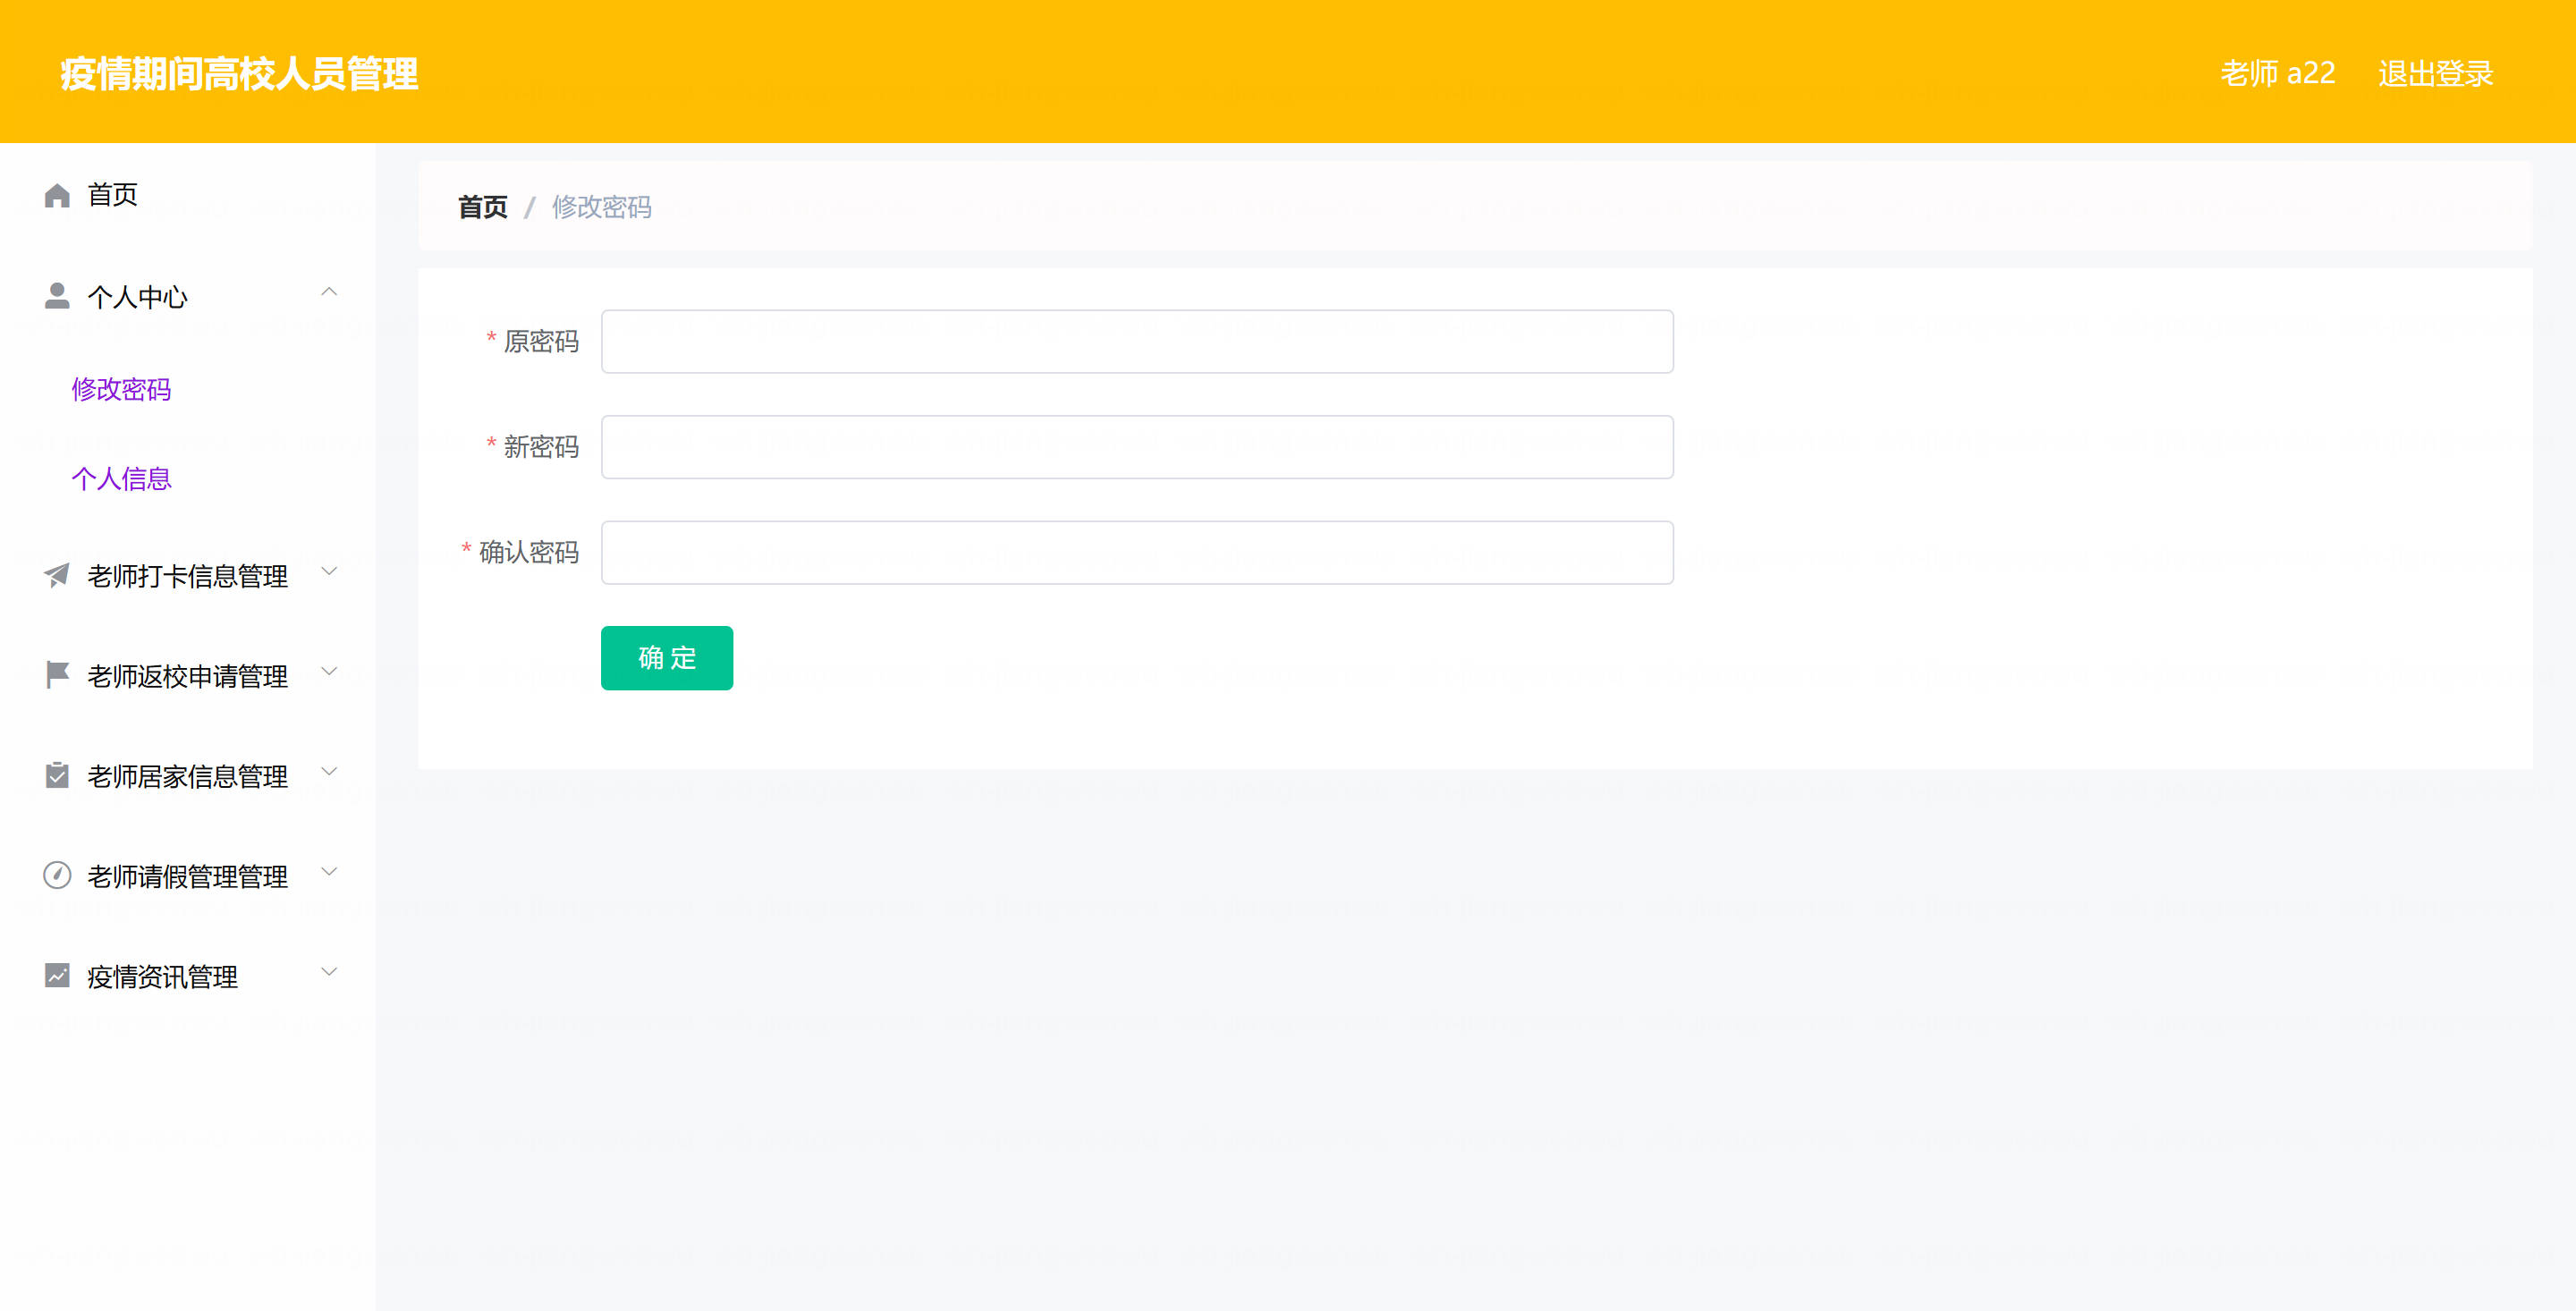 疫情期间高校人员管理
老师 a22 退出登录
首页
个人中心
修改密码
个人信息
老师打卡信息管理
老师返校申请管理
老师居家信息管理
老师请假管理管理
疫情资讯管理
首页 / 修改密码
* 原密码
* 新密码
* 确认密码
确 定